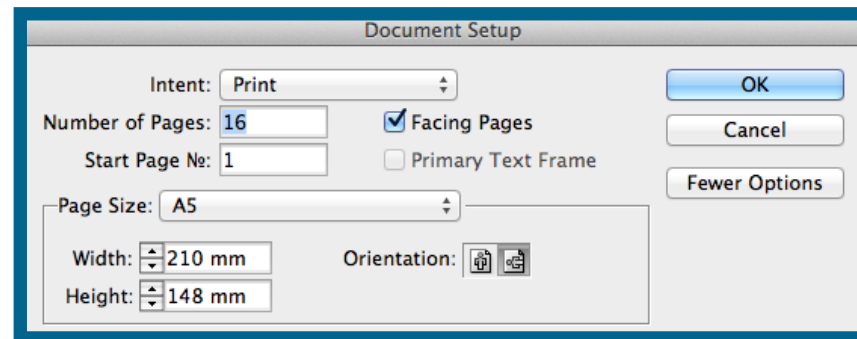 Document Setup
Intent: Print
OK
Number of Pages: 16
Facing Pages
Cancel
Start Page №: 1
Primary Text Frame
Fewer Options
Page Size: A5
Width: 210 mm
Orientation:
Height: 148 mm